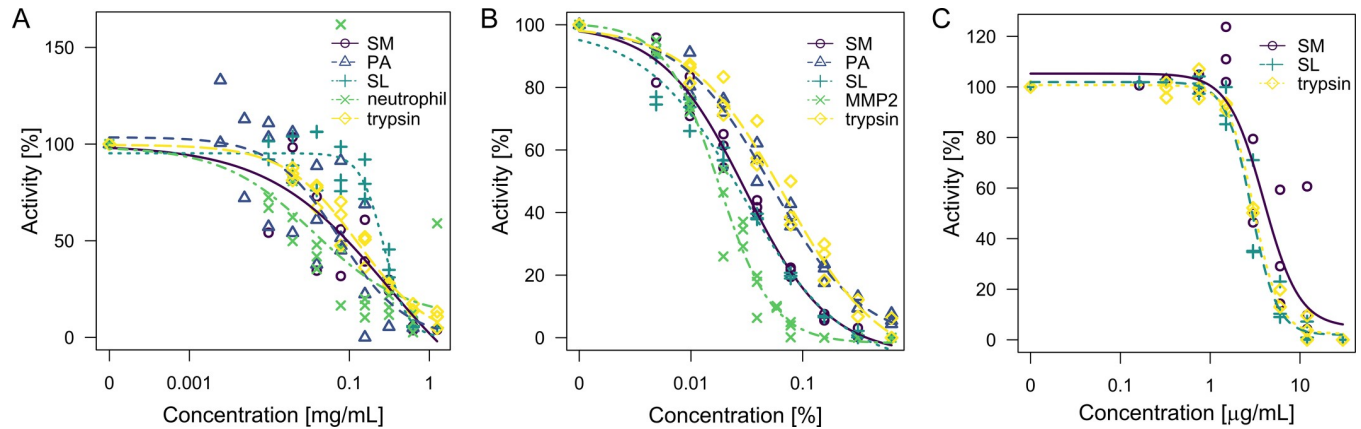 A
Activity [%]
150
100
50
0
SM
PA
SL
neutrophil
trypsin
0
0.001
0.1
1
Concentration [mg/mL]
B
Activity [%]
100
80
60
40
20
0
SM
PA
SL
MMP2
trypsin
0
0.01
0.1
Concentration [%]
C
Activity [%]
120
100
80
60
40
20
0
SM
SL
trypsin
0
0.1
1
10
Concentration [μg/mL]